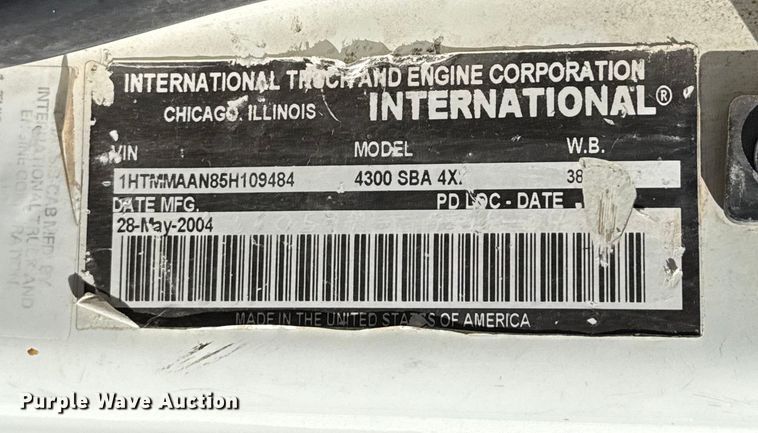 INTERNATIONAL TRUCK AND ENGINE CORPORATION
CHICAGO, ILLINOIS INTERNATIONAL®
VIN MODEL W.B.
1HTMMAAN85H109484 4300 SBA 4X
DATE MFG. PD LOC - DATE
28-May-2004
MADE IN THE UNITED STATES OF AMERICA
Purple Wave Auction